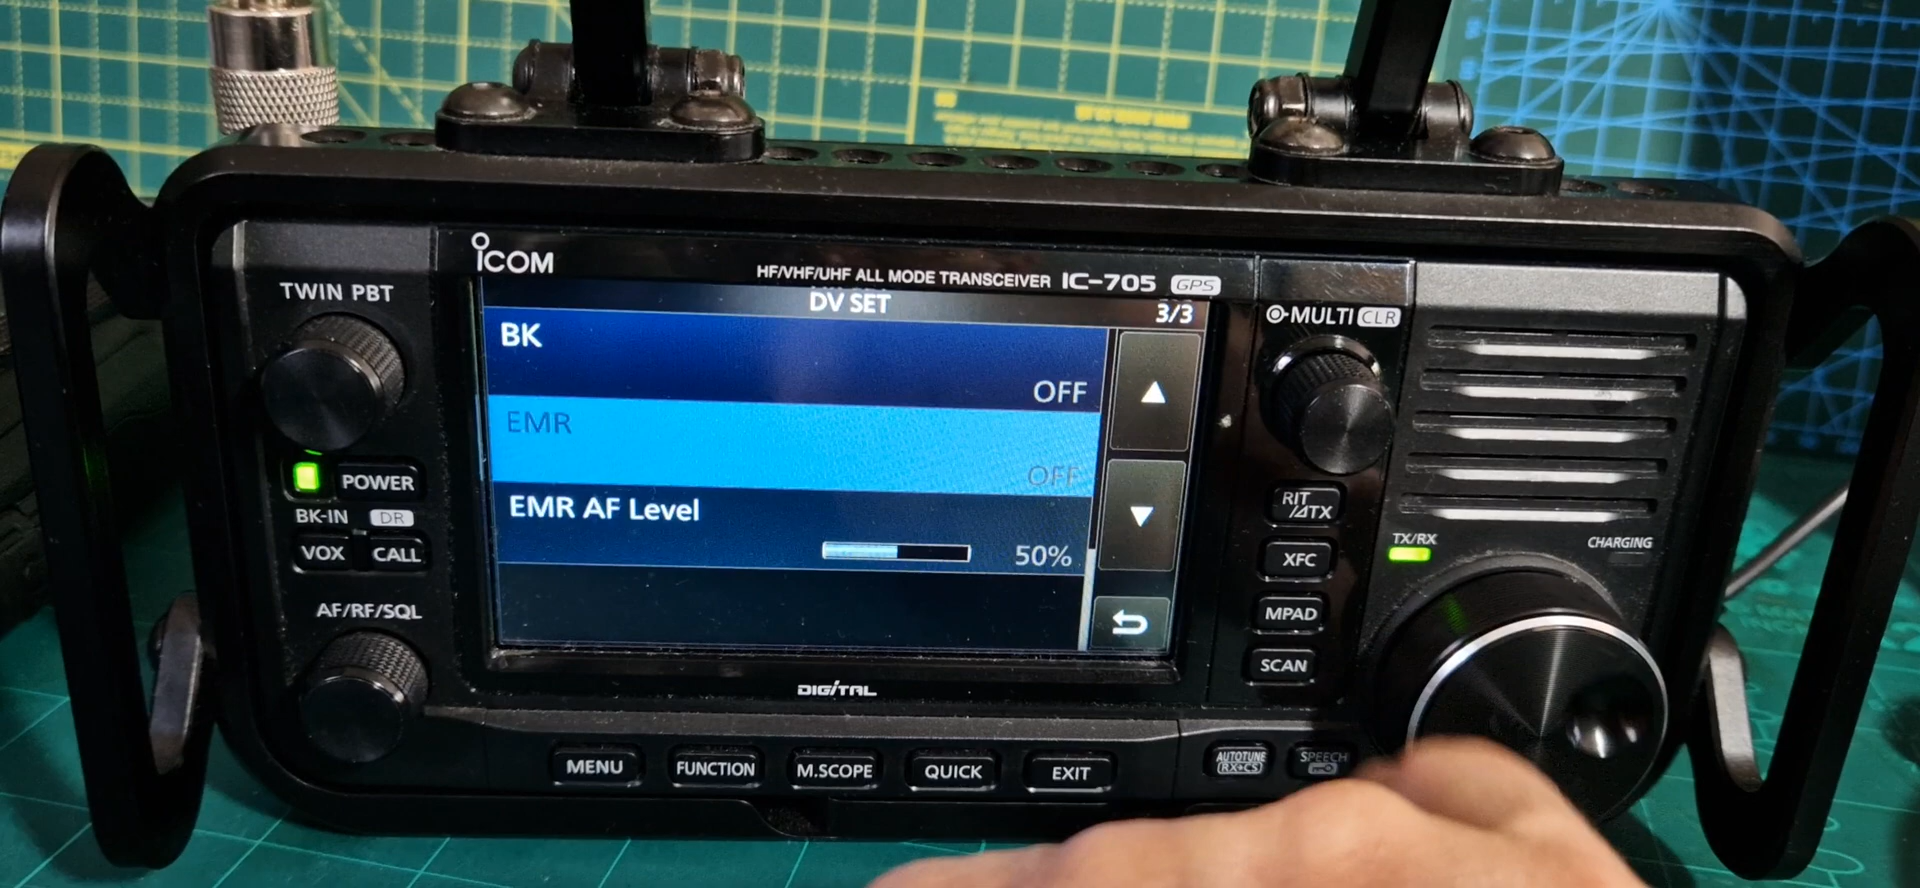 ICOM
HF/VHF/UHF ALL MODE TRANSCEIVER IC-705 GPS
TWIN PBT
DV SET
3/3
BK
OFF
EMR
OFF
EMR AF Level
50%
MULTI CLR
POWER
BK-IN DR
VOX CALL
AF/RF/SQL
RIT
/⊿TX
XFC
MPAD
SCAN
TX/RX
CHARGING
DIGITAL
MENU FUNCTION M.SCOPE QUICK EXIT
AUTOTUNE
RX→CS
SPEECH